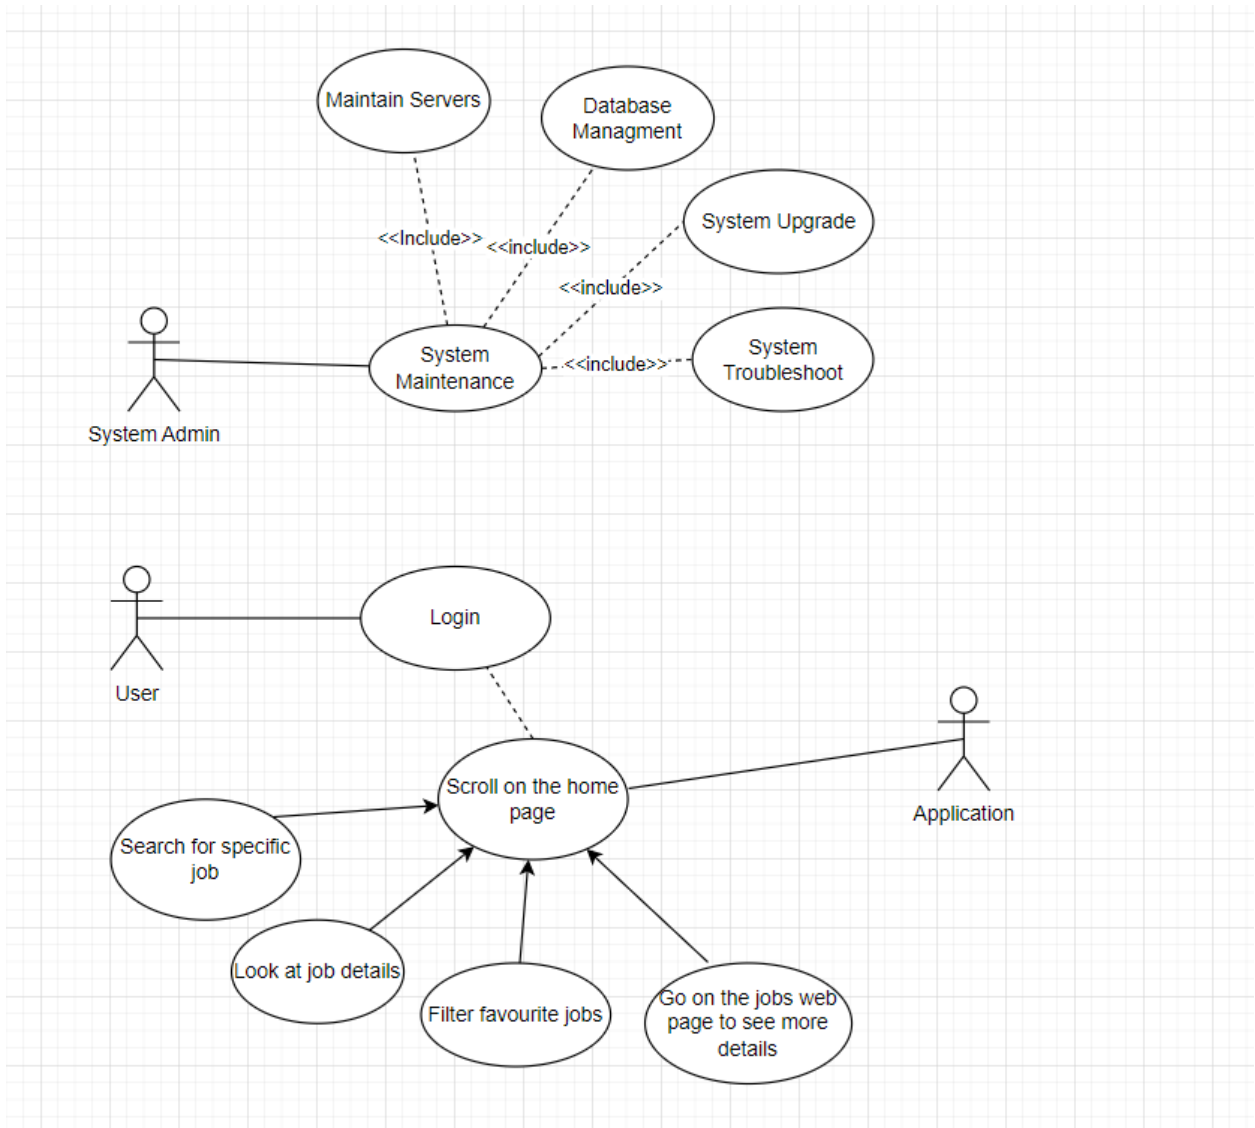 Maintain Servers
Database
Managment
System Upgrade
<<Include>>
<<include>>
<<include>>
<<include>>
System
Maintenance
System
Troubleshoot
System Admin
Login
User
Scroll on the home
page
Application
Search for specific
job
Look at job details
Filter favourite jobs
Go on the jobs web
page to see more
details